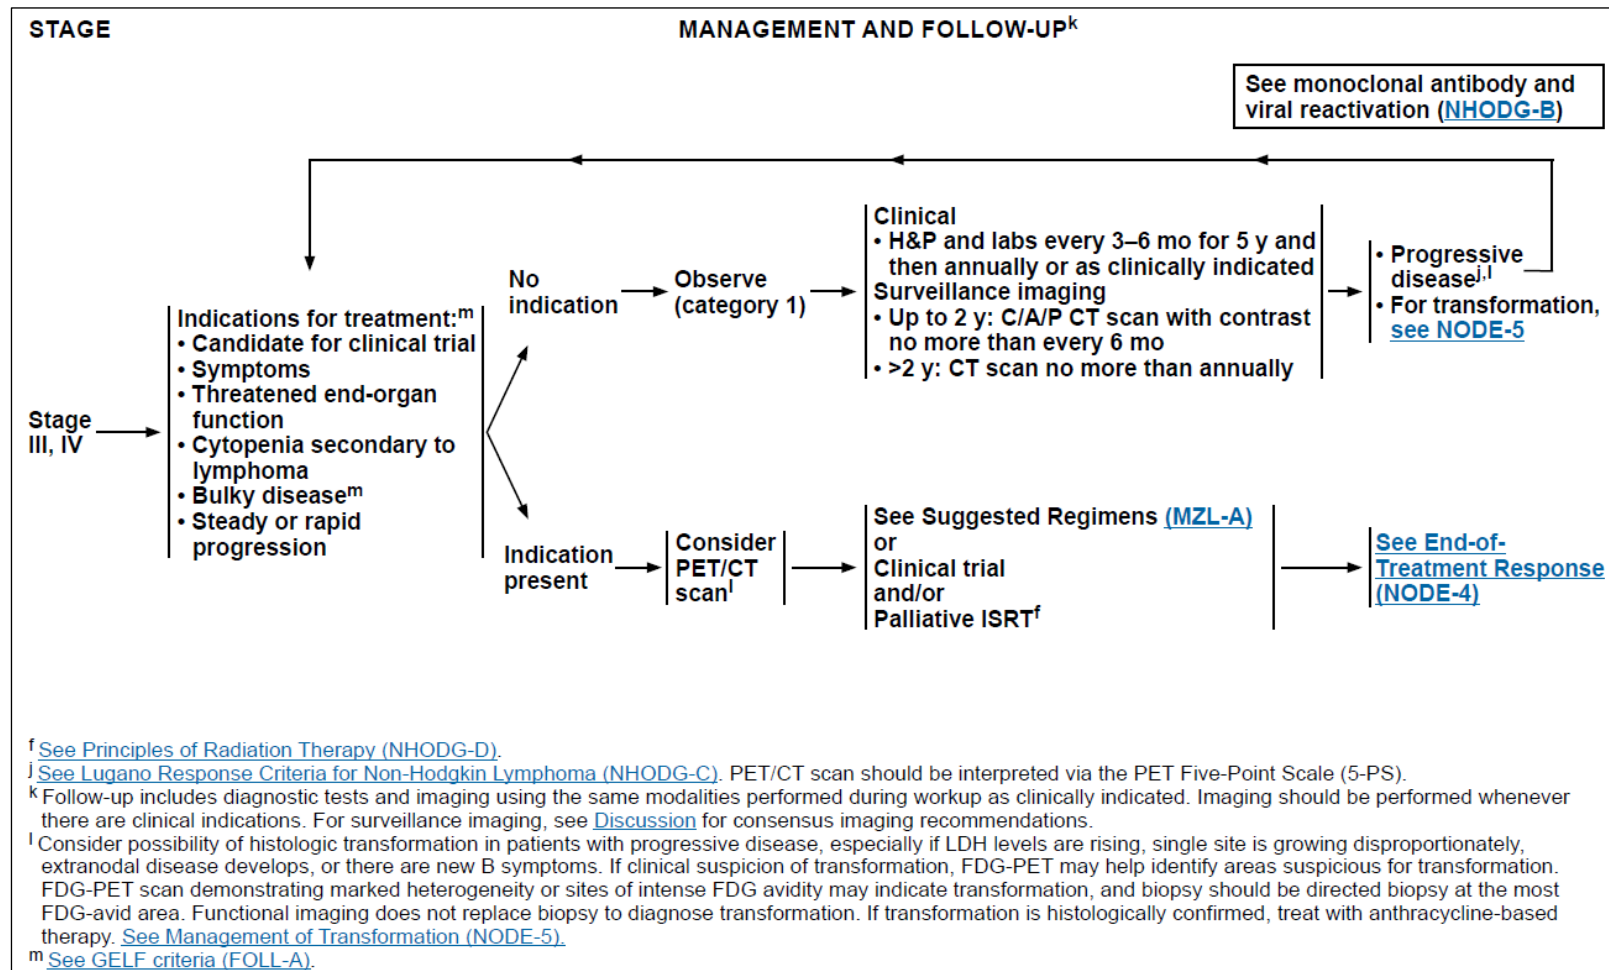 STAGE
MANAGEMENT AND FOLLOW-UPk
See monoclonal antibody and
viral reactivation (NHODG-B)
Stage
III, IV
Indications for treatment:m
• Candidate for clinical trial
• Symptoms
• Threatened end-organ
function
• Cytopenia secondary to
lymphoma
• Bulky diseasem
• Steady or rapid
progression
No
indication
Observe
(category 1)
Clinical
• H&P and labs every 3–6 mo for 5 y and
then annually or as clinically indicated
Surveillance imaging
• Up to 2 y: C/A/P CT scan with contrast
no more than every 6 mo
• >2 y: CT scan no more than annually
• Progressive
diseasej,l
• For transformation,
see NODE-5
Indication
present
Consider
PET/CT
scanl
See Suggested Regimens (MZL-A)
or
Clinical trial
and/or
Palliative ISRTf
See End-of-
Treatment Response
(NODE-4)
f See Principles of Radiation Therapy (NHODG-D).
j See Lugano Response Criteria for Non-Hodgkin Lymphoma (NHODG-C). PET/CT scan should be interpreted via the PET Five-Point Scale (5-PS).
k Follow-up includes diagnostic tests and imaging using the same modalities performed during workup as clinically indicated. Imaging should be performed whenever
there are clinical indications. For surveillance imaging, see Discussion for consensus imaging recommendations.
l Consider possibility of histologic transformation in patients with progressive disease, especially if LDH levels are rising, single site is growing disproportionately,
extranodal disease develops, or there are new B symptoms. If clinical suspicion of transformation, FDG-PET may help identify areas suspicious for transformation.
FDG-PET scan demonstrating marked heterogeneity or sites of intense FDG avidity may indicate transformation, and biopsy should be directed biopsy at the most
FDG-avid area. Functional imaging does not replace biopsy to diagnose transformation. If transformation is histologically confirmed, treat with anthracycline-based
therapy. See Management of Transformation (NODE-5).
m See GELF criteria (FOLL-A).